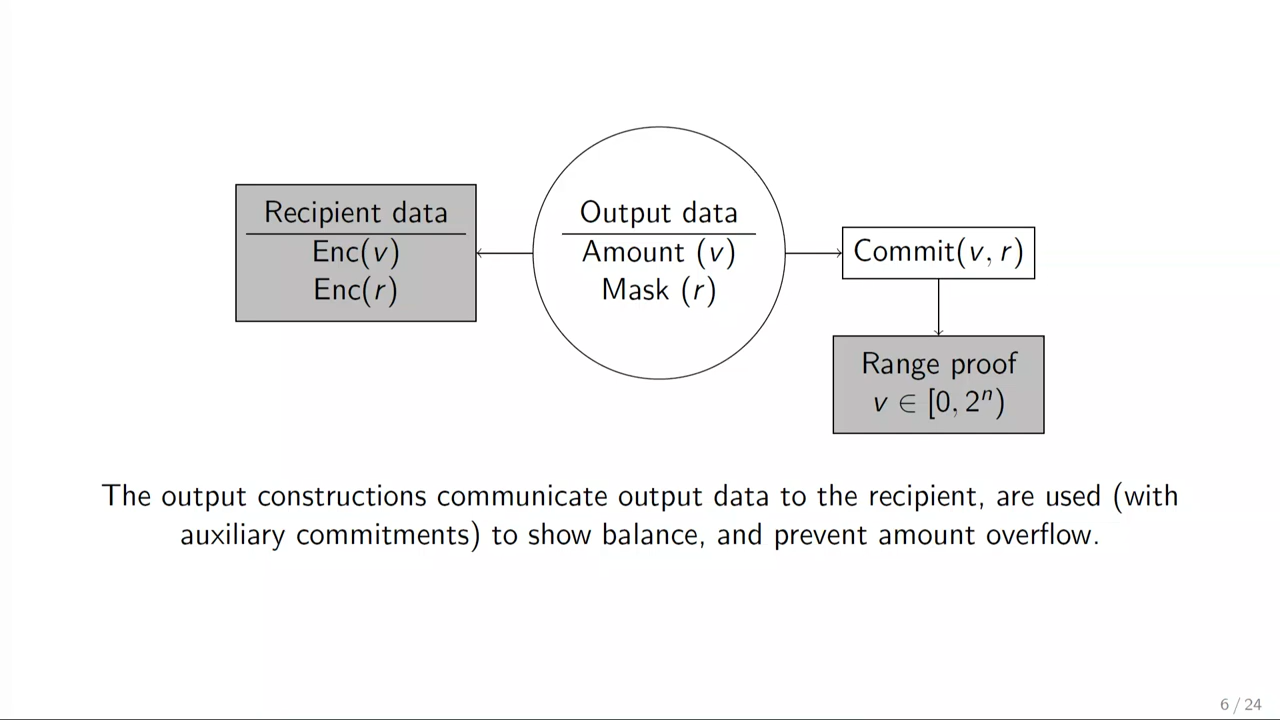 Recipient data
Enc(v)
Enc(r)
Output data
Amount (v)
Mask (r)
Commit(v, r)
Range proof
v ∈ [0, 2ⁿ)
The output constructions communicate output data to the recipient, are used (with
auxiliary commitments) to show balance, and prevent amount overflow.
6 / 24